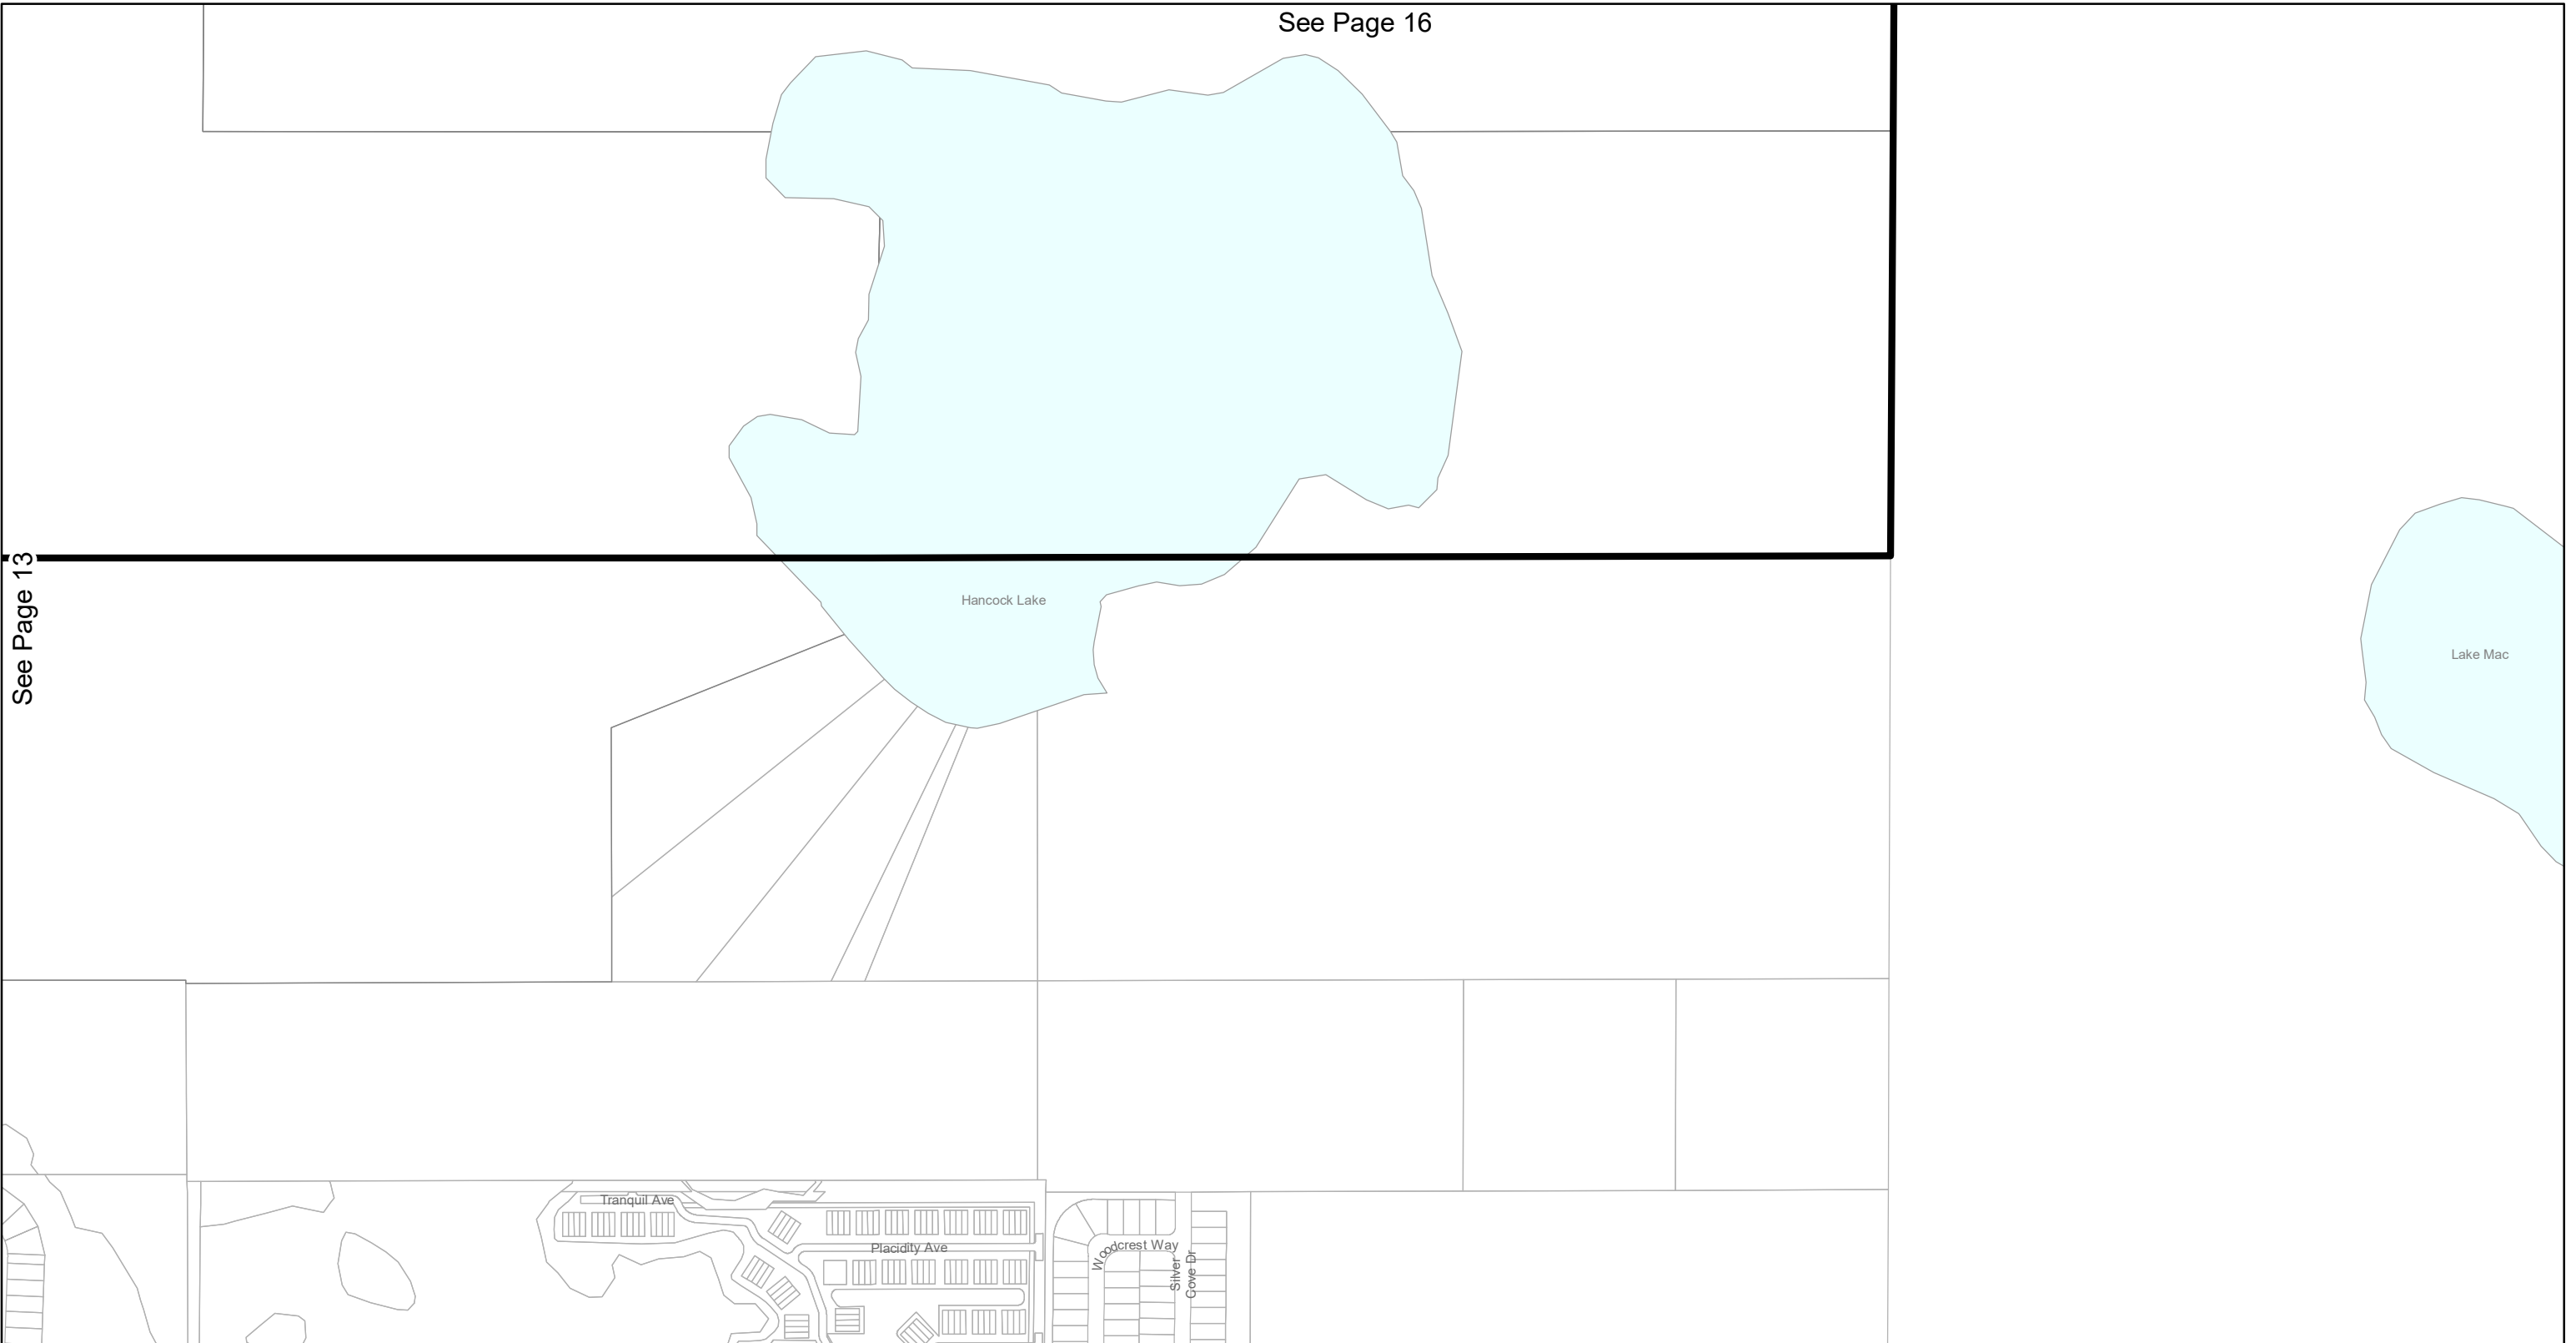 See Page 16
See Page 13
Hancock Lake
Lake Mac
Tranquil Ave
Placidity Ave
Woodcrest Way
Silver
Cove Dr